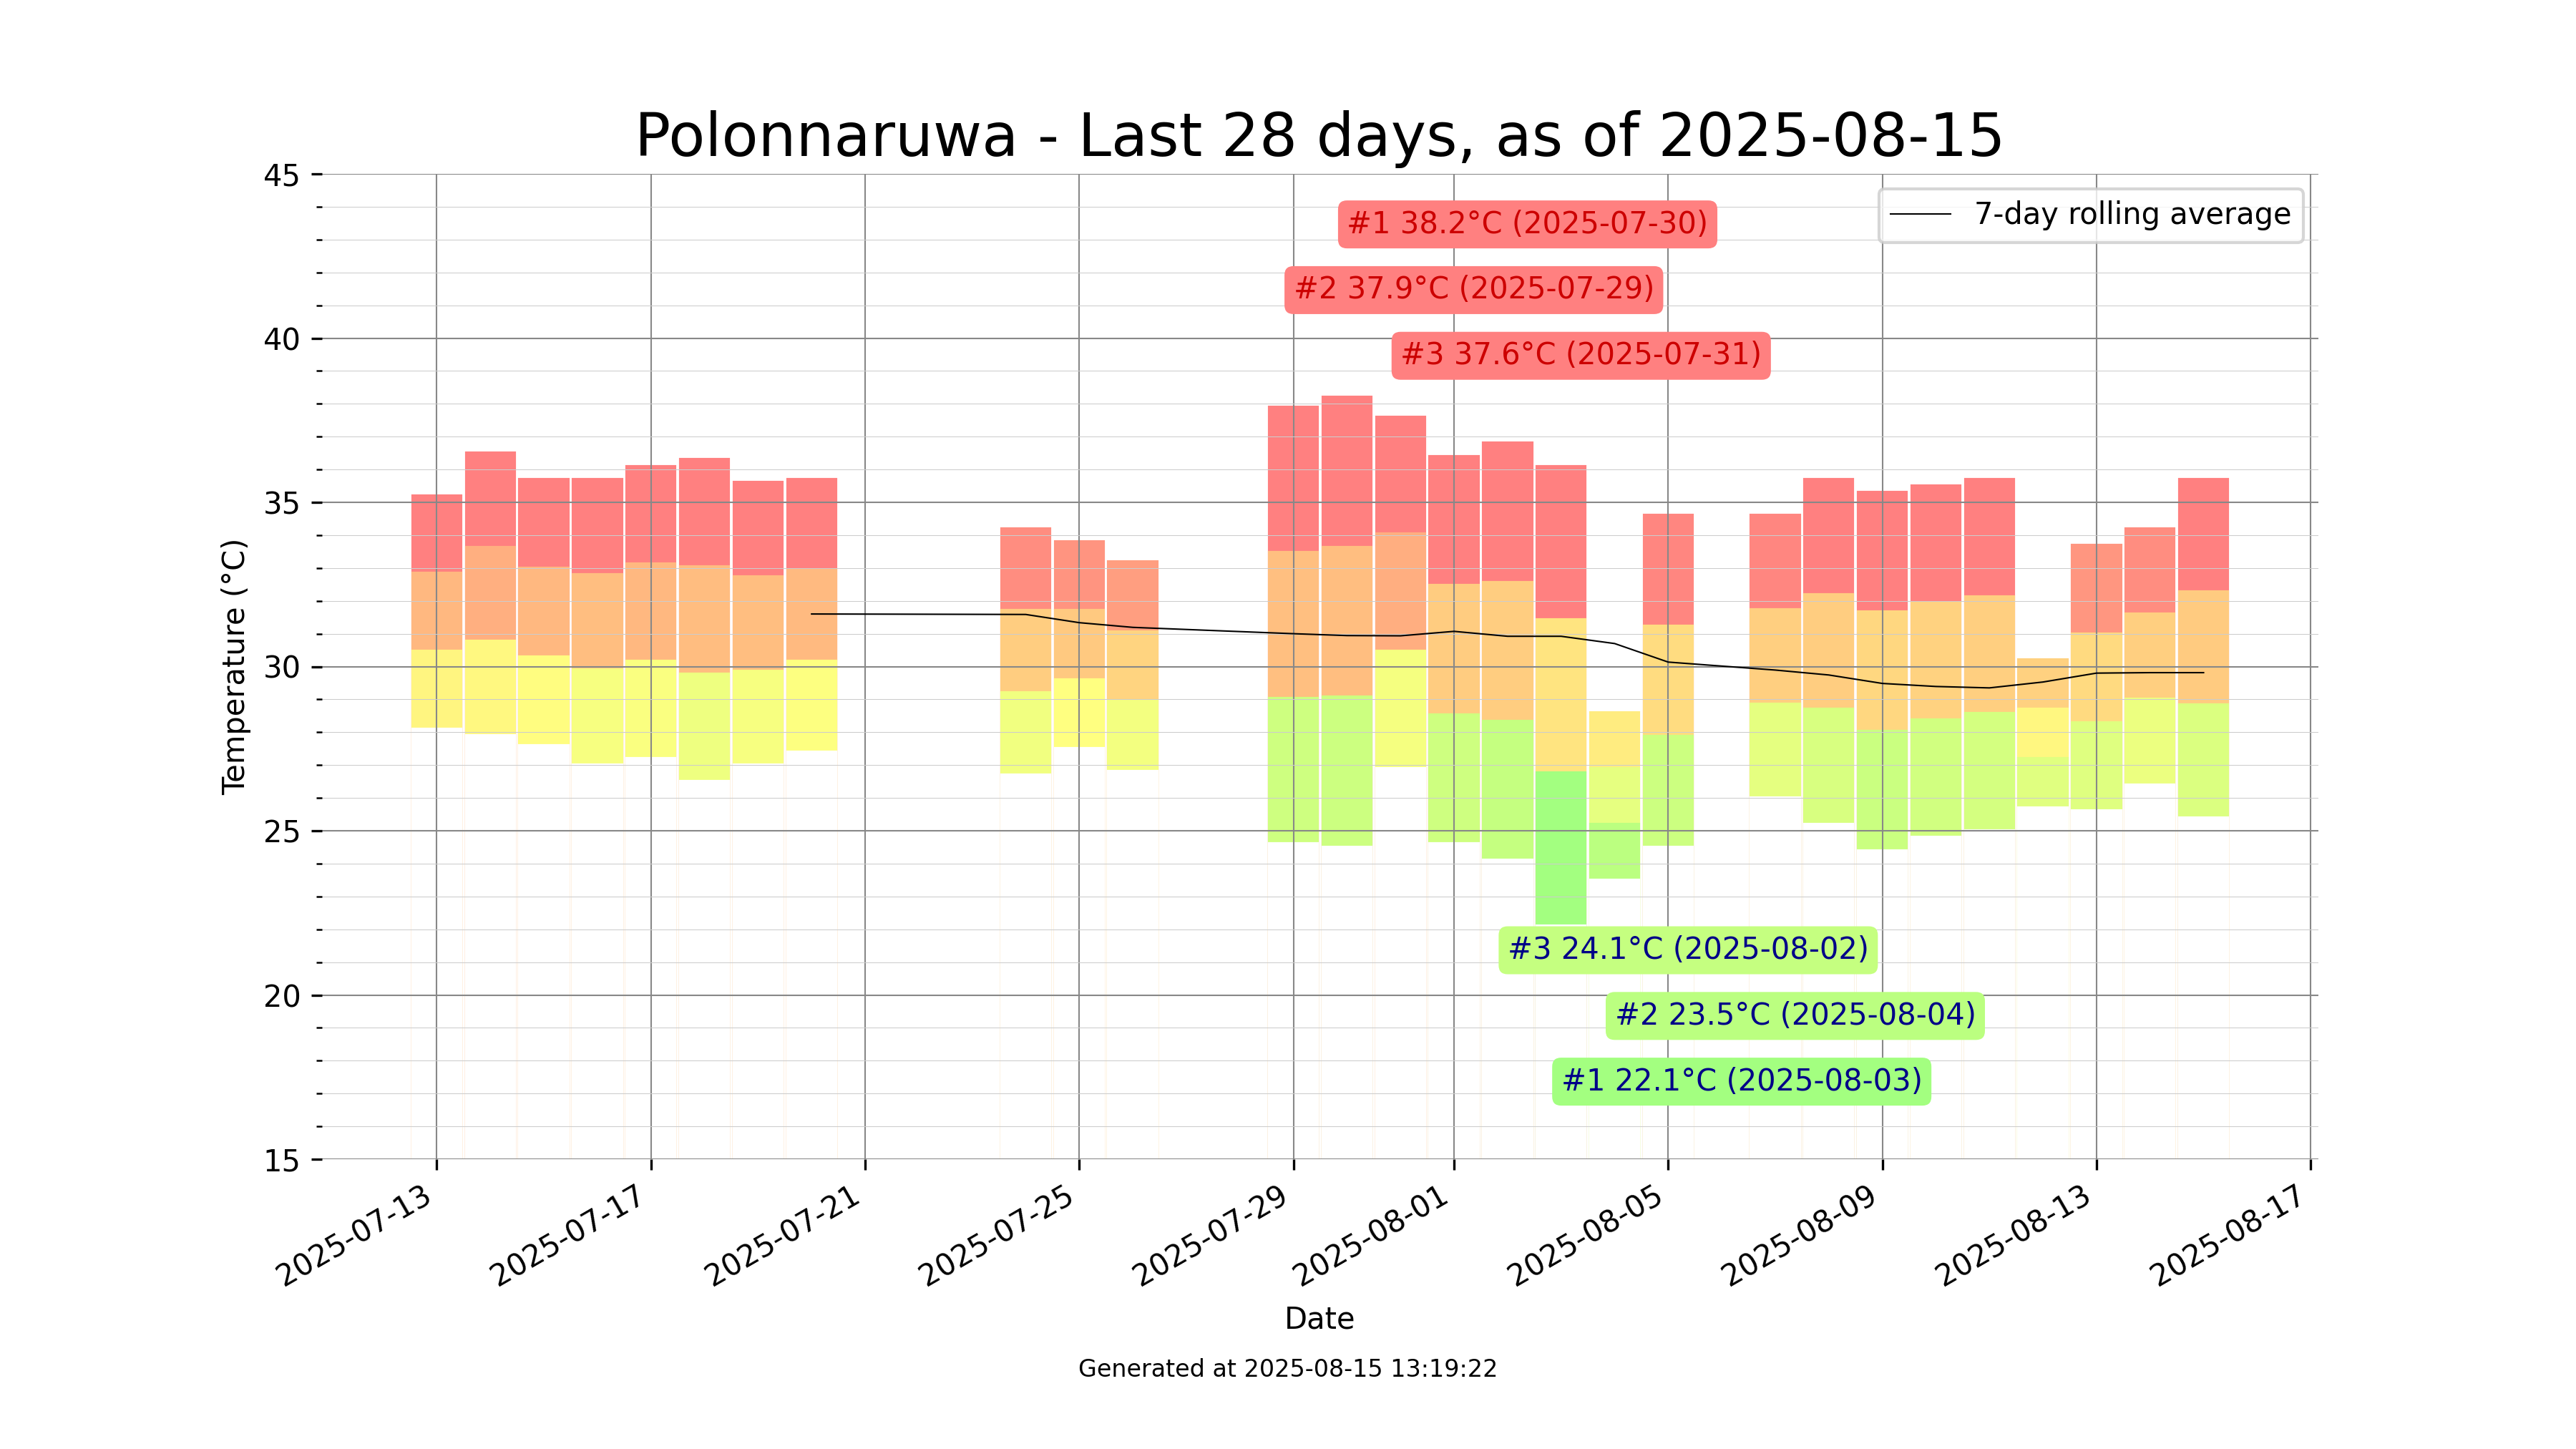 Polonnaruwa - Last 28 days, as of 2025-08-15
45
40
35
30
25
20
15
Temperature (°C)
7-day rolling average
#1 38.2°C (2025-07-30)
#2 37.9°C (2025-07-29)
#3 37.6°C (2025-07-31)
#3 24.1°C (2025-08-02)
#2 23.5°C (2025-08-04)
#1 22.1°C (2025-08-03)
2025-07-13
2025-07-17
2025-07-21
2025-07-25
2025-07-29
2025-08-01
2025-08-05
2025-08-09
2025-08-13
2025-08-17
Date
Generated at 2025-08-15 13:19:22